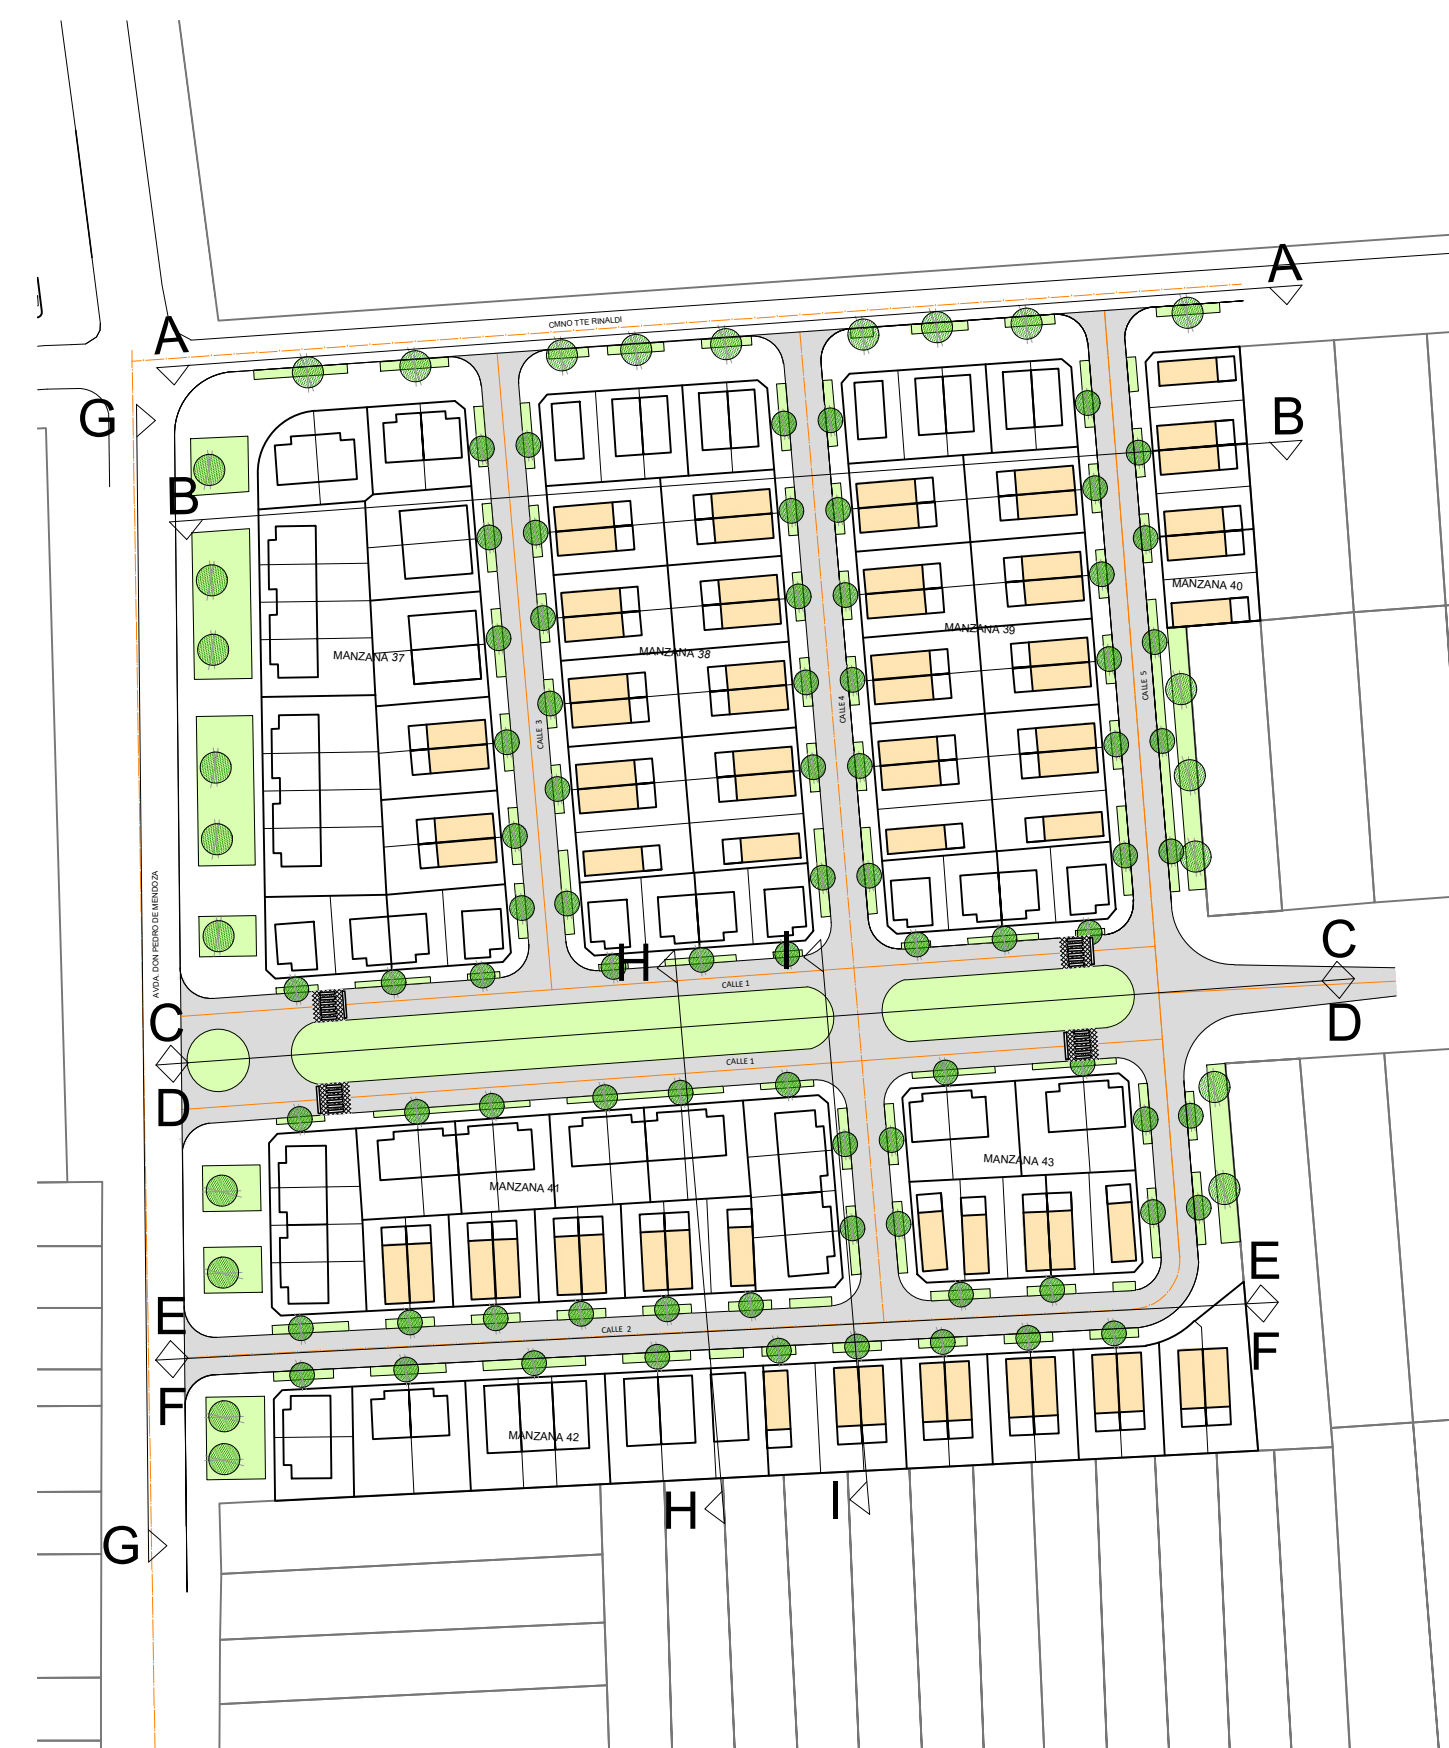 A
CMNO TTE RINALDI
A
G
B
B
MANZANA 40
MANZANA 39
MANZANA 38
MANZANA 37
CALLE 5
CALLE 4
CALLE 3
AVDA. DON PEDRO DE MENDOZA
H
I
C
CALLE 1
C
D
CALLE 1
D
MANZANA 43
MANZANA 41
E
E
CALLE 2
F
F
MANZANA 42
H
I
G